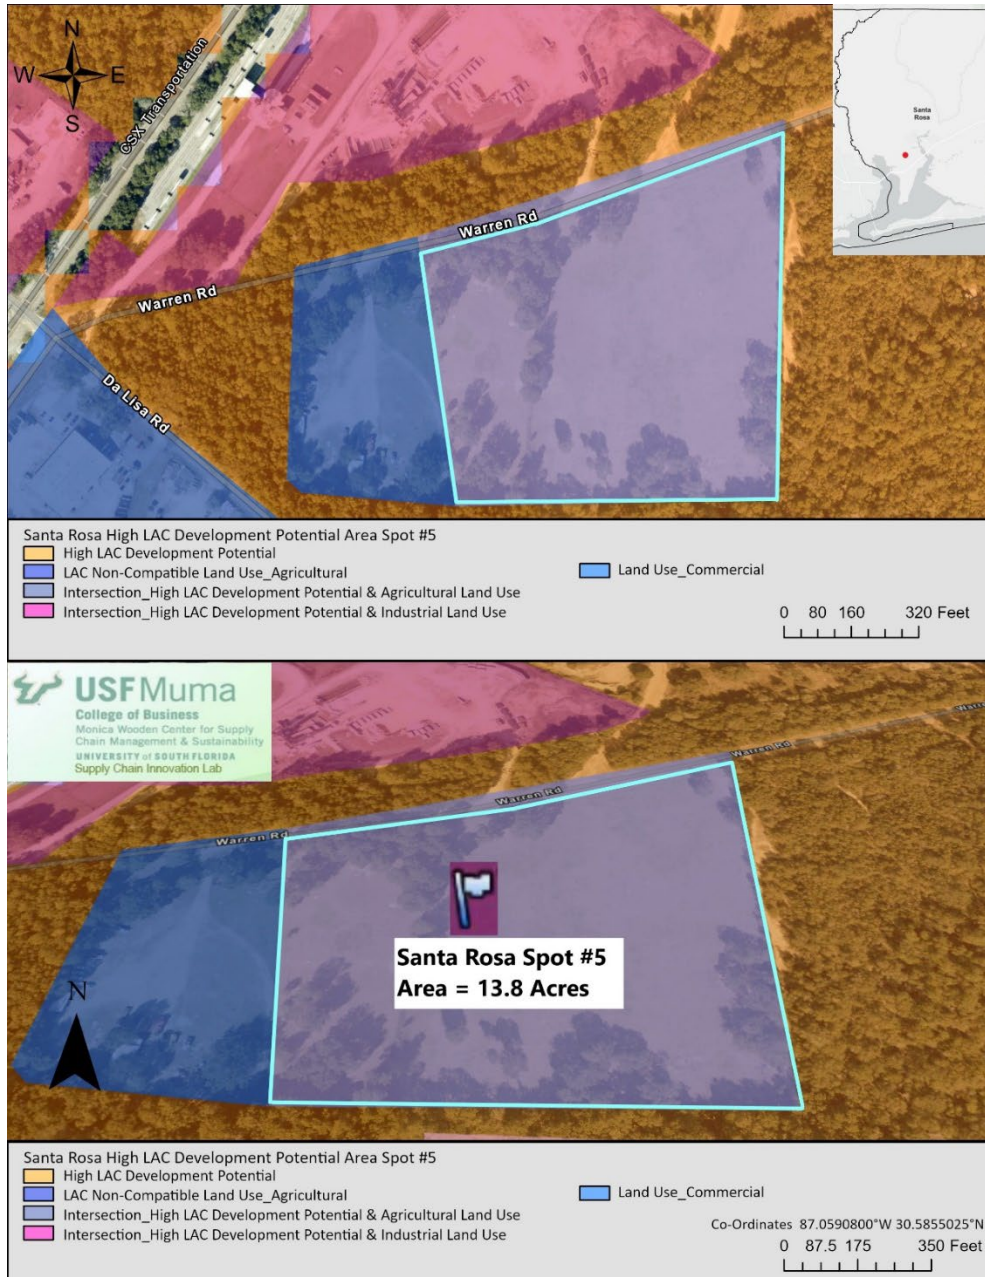 N
W E
S
CSX Transportation
Santa
Rosa
Warren Rd
Warren Rd
Da Lisa Rd
Santa Rosa High LAC Development Potential Area Spot #5
High LAC Development Potential
LAC Non-Compatible Land Use_Agricultural
Land Use_Commercial
Intersection_High LAC Development Potential & Agricultural Land Use
Intersection_High LAC Development Potential & Industrial Land Use
0 80 160 320 Feet
USF Muma
College of Business
Monica Wooden Center for Supply
Chain Management & Sustainability
UNIVERSITY of SOUTH FLORIDA
Supply Chain Innovation Lab
Warre
Warren Rd
Warren Rd
Warren Rd
Santa Rosa Spot #5
Area = 13.8 Acres
N
Santa Rosa High LAC Development Potential Area Spot #5
High LAC Development Potential
LAC Non-Compatible Land Use_Agricultural
Land Use_Commercial
Intersection_High LAC Development Potential & Agricultural Land Use
Intersection_High LAC Development Potential & Industrial Land Use
Co-Ordinates 87.0590800°W 30.5855025°N
0 87.5 175 350 Feet